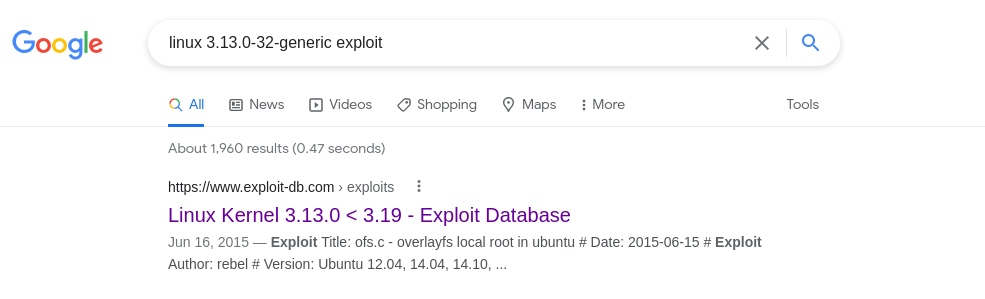 Google
linux 3.13.0-32-generic exploit
All News Videos Shopping Maps More Tools
About 1,960 results (0.47 seconds)
https://www.exploit-db.com › exploits
Linux Kernel 3.13.0 < 3.19 - Exploit Database
Jun 16, 2015 — Exploit Title: ofs.c - overlayfs local root in ubuntu # Date: 2015-06-15 # Exploit
Author: rebel # Version: Ubuntu 12.04, 14.04, 14.10, ...